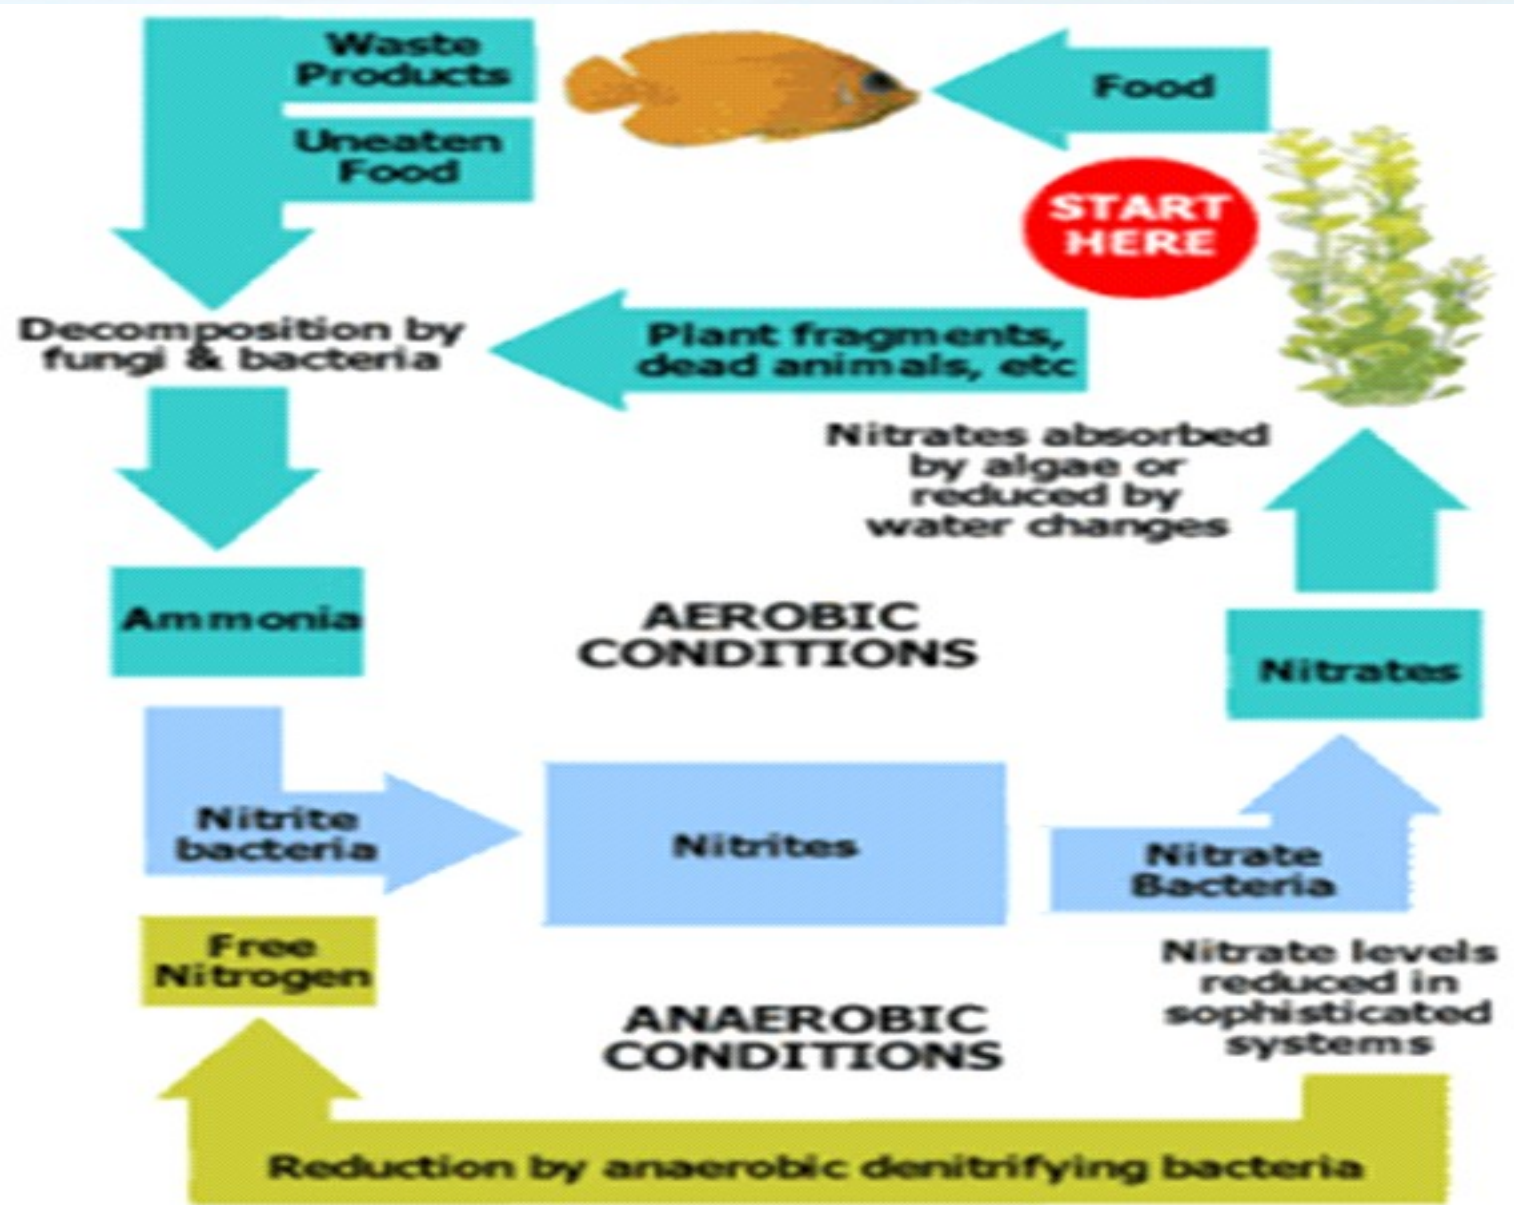 Waste
Products
Food
Uneaten
Food
START
HERE
Decomposition by
fungi & bacteria
Plant fragments,
dead animals, etc
Nitrates absorbed
by algae or
reduced by
water changes
Ammonia
AEROBIC
CONDITIONS
Nitrates
Nitrite
bacteria
Nitrites
Nitrate
Bacteria
Free
Nitrogen
Nitrate levels
reduced in
sophisticated
systems
ANAEROBIC
CONDITIONS
Reduction by anaerobic denitrifying bacteria